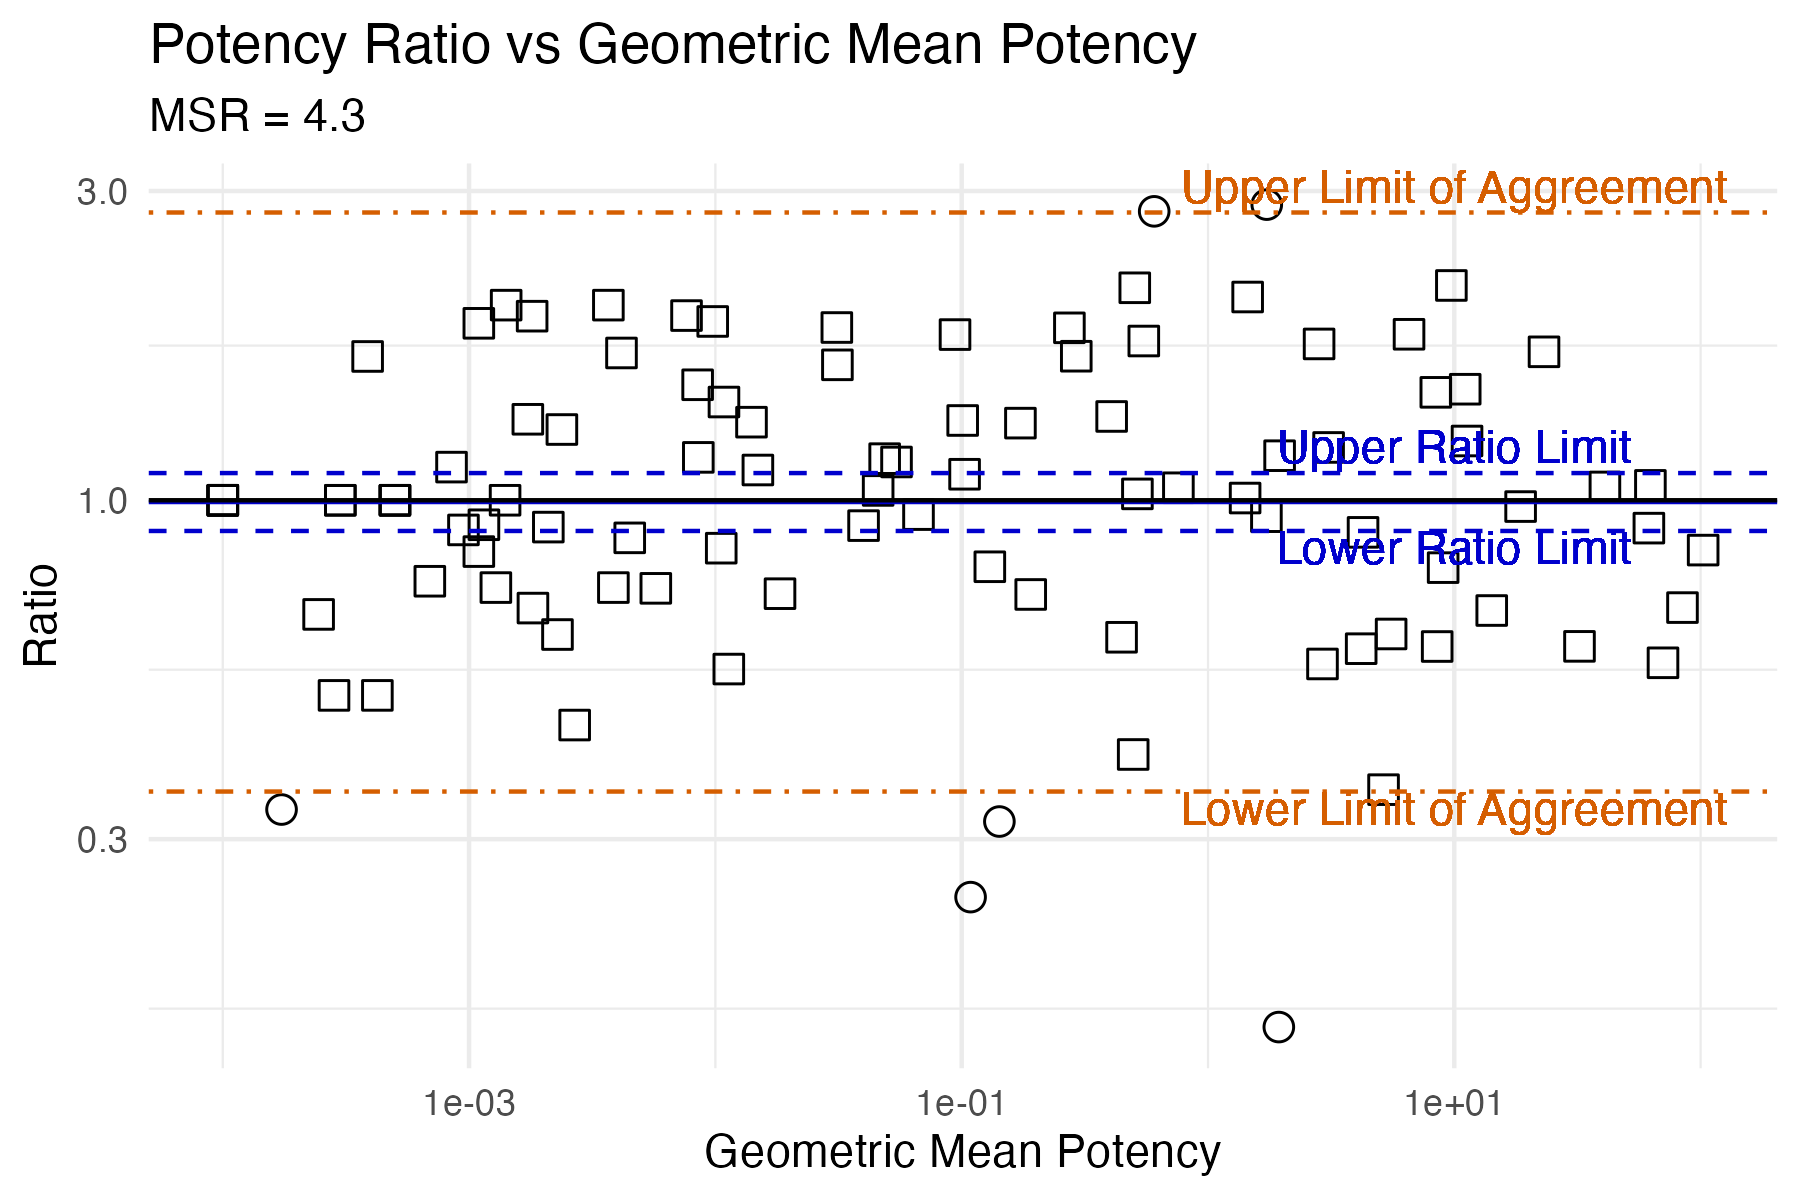 Potency Ratio vs Geometric Mean Potency
MSR = 4.3
3.0
Upper Limit of Aggreement
Upper Ratio Limit
1.0
Lower Ratio Limit
Lower Limit of Aggreement
0.3
Ratio
1e-03
1e-01
1e+01
Geometric Mean Potency